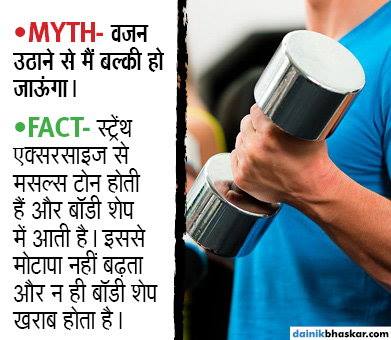 •MYTH- वजन
उठाने से मैं बल्की हो
जाऊंगा।
•FACT- स्ट्रेंथ
एक्सरसाइज से
मसल्स टोन होती
हैं और बॉडी शेप
में आती है। इससे
मोटापा नहीं बढ़ता
और न ही बॉडी शेप
खराब होता है।
dainikbhaskar.com